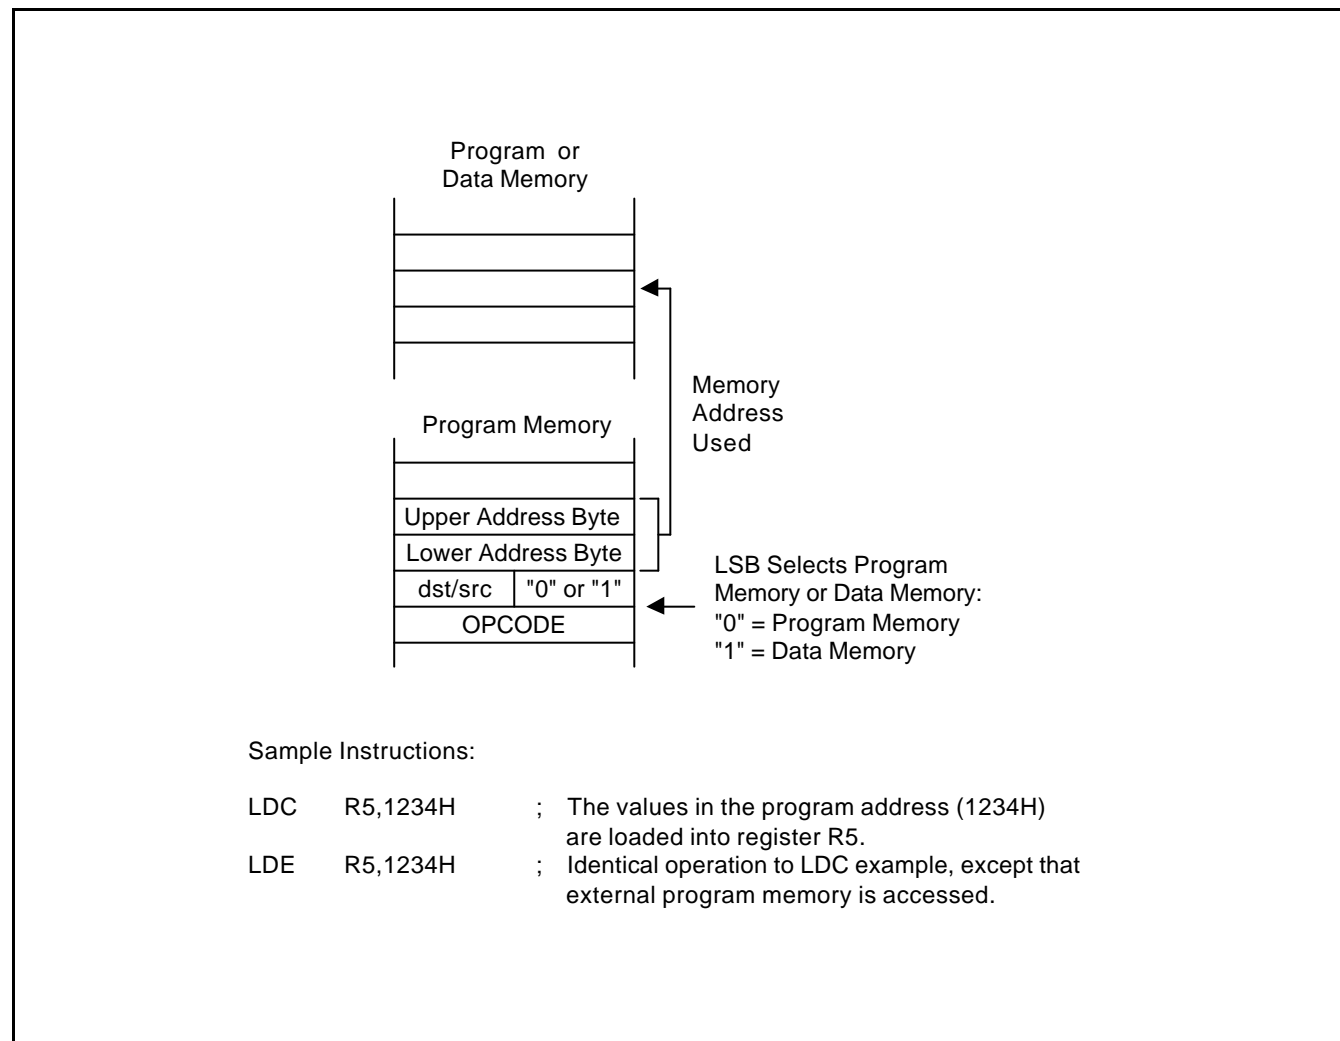 Program or
Data Memory
Memory
Address
Used
Program Memory
Upper Address Byte
Lower Address Byte
dst/src "0" or "1"
OPCODE
LSB Selects Program
Memory or Data Memory:
"0" = Program Memory
"1" = Data Memory
Sample Instructions:
LDC R5,1234H ; The values in the program address (1234H)
are loaded into register R5.
LDE R5,1234H ; Identical operation to LDC example, except that
external program memory is accessed.